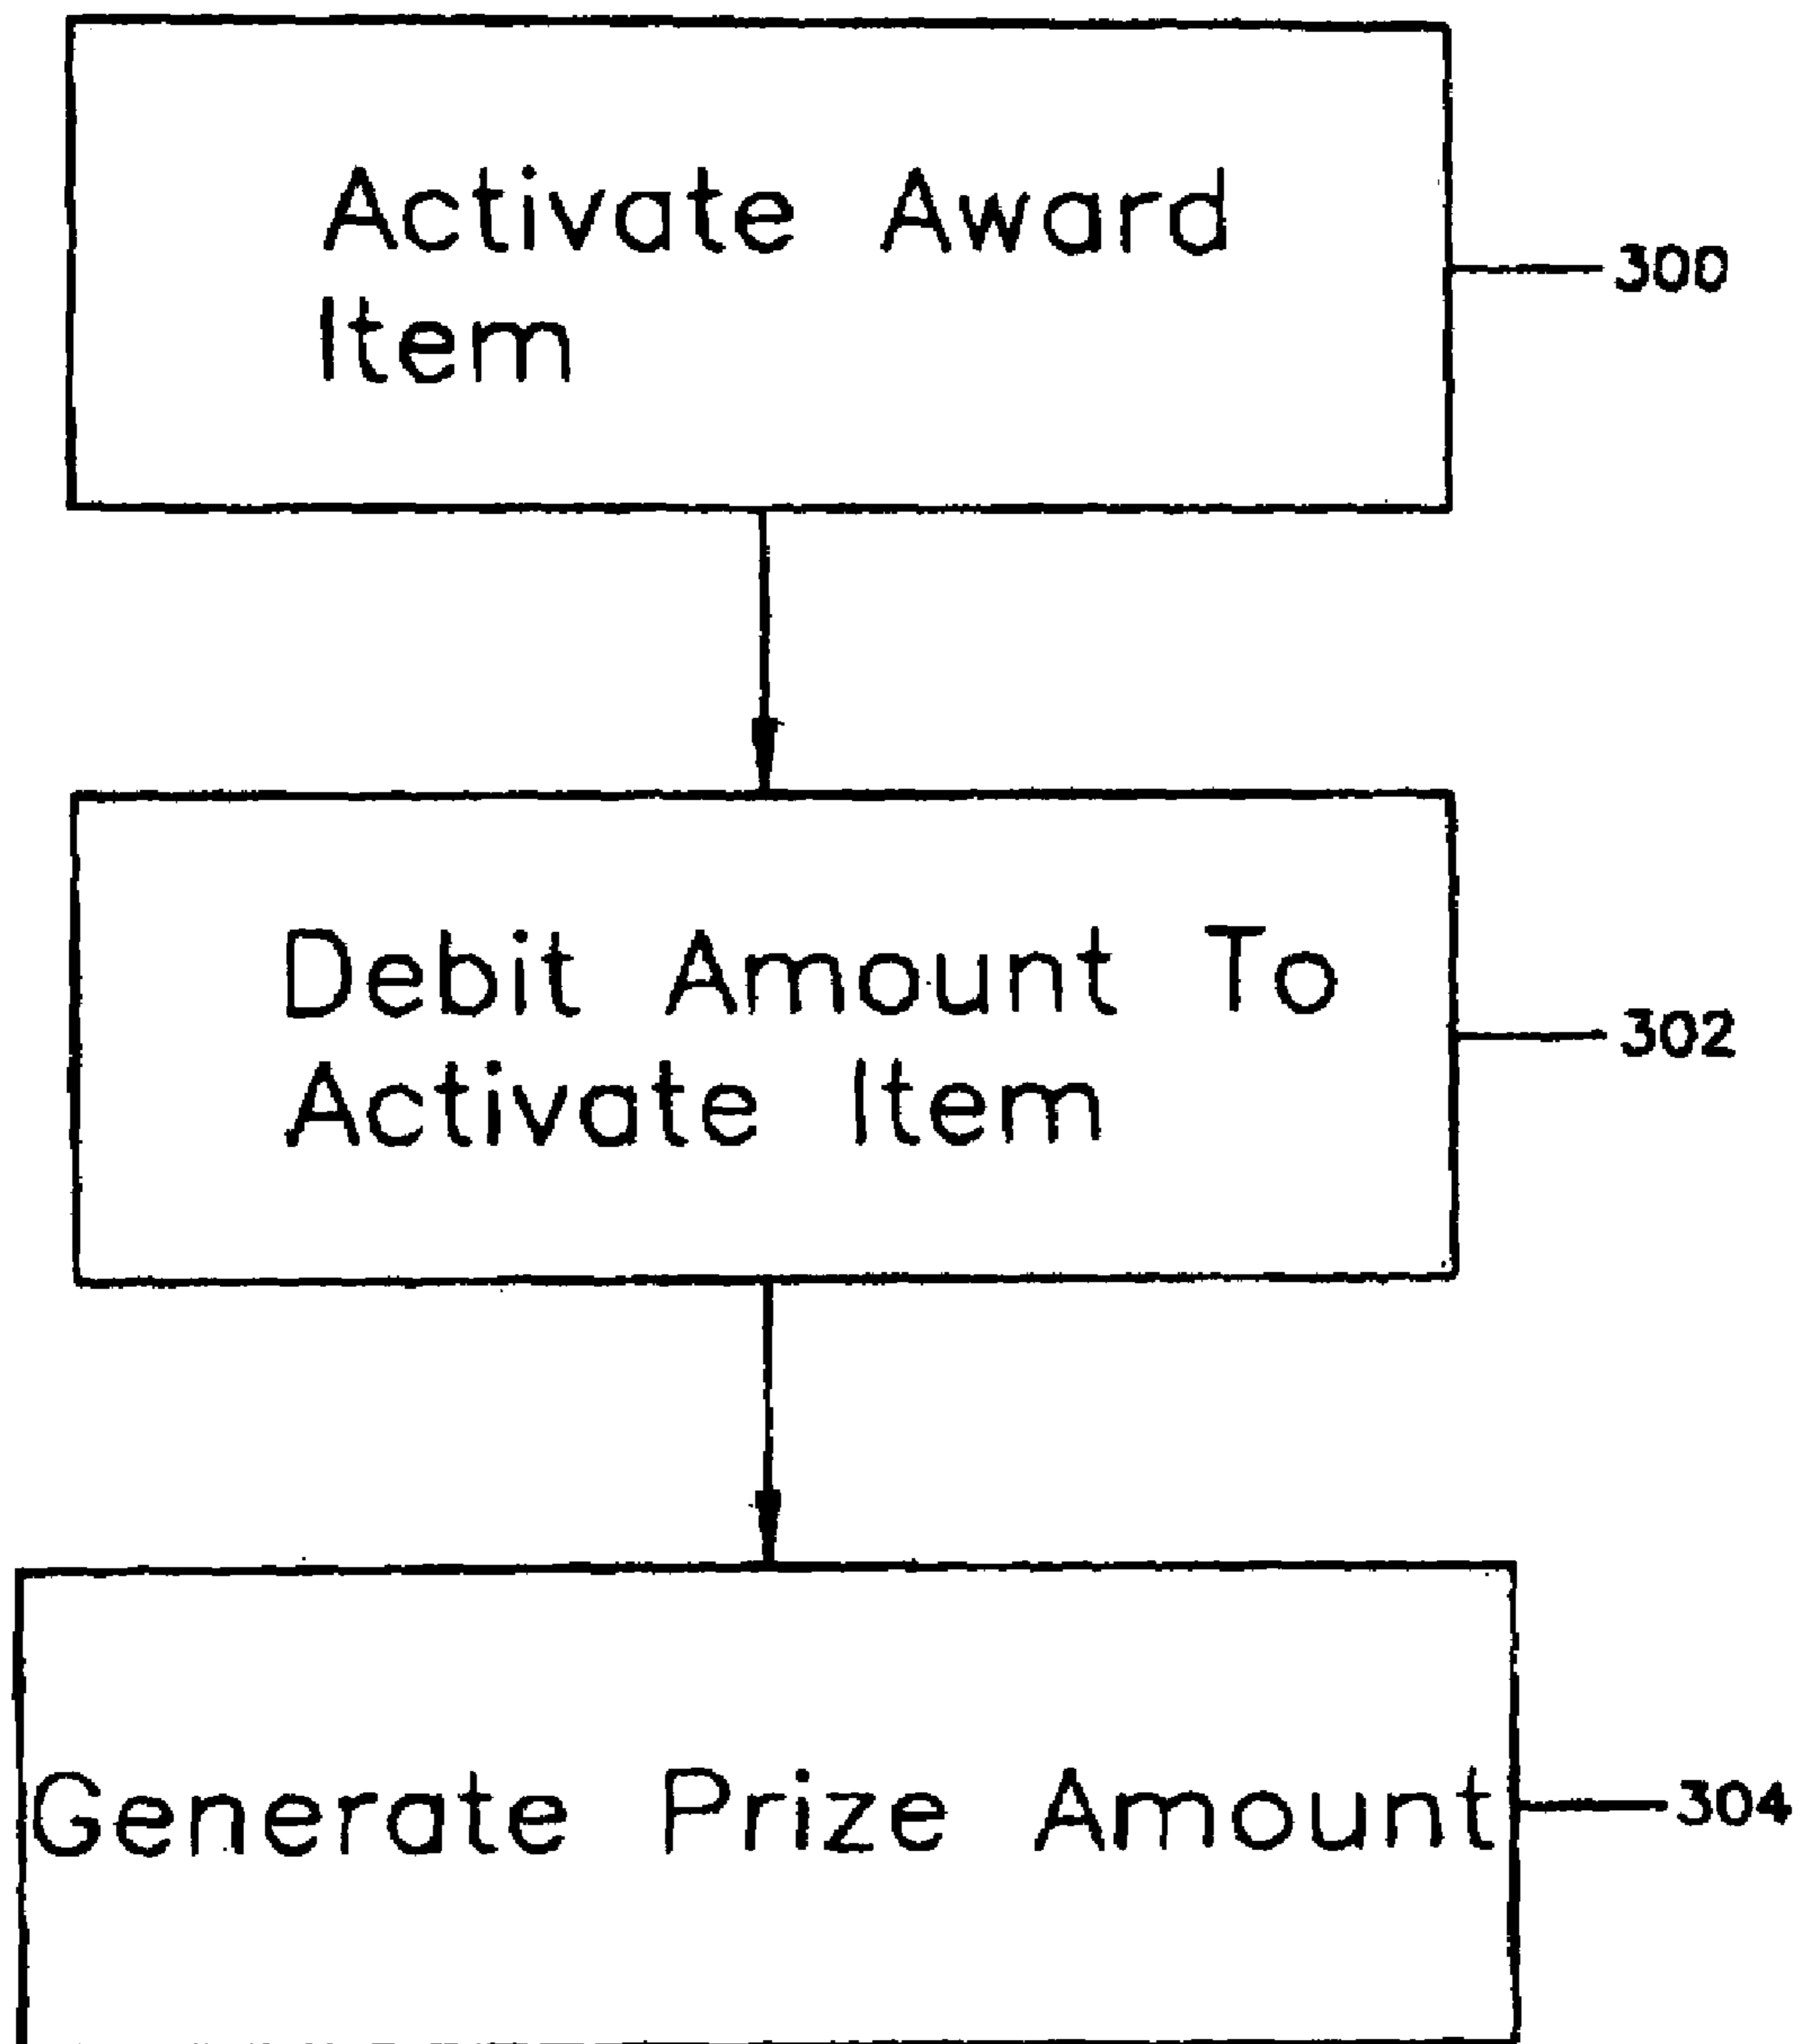 Activate Award
Item
300
Debit Amount To
Activate Item
302
Generate Prize Amount
304